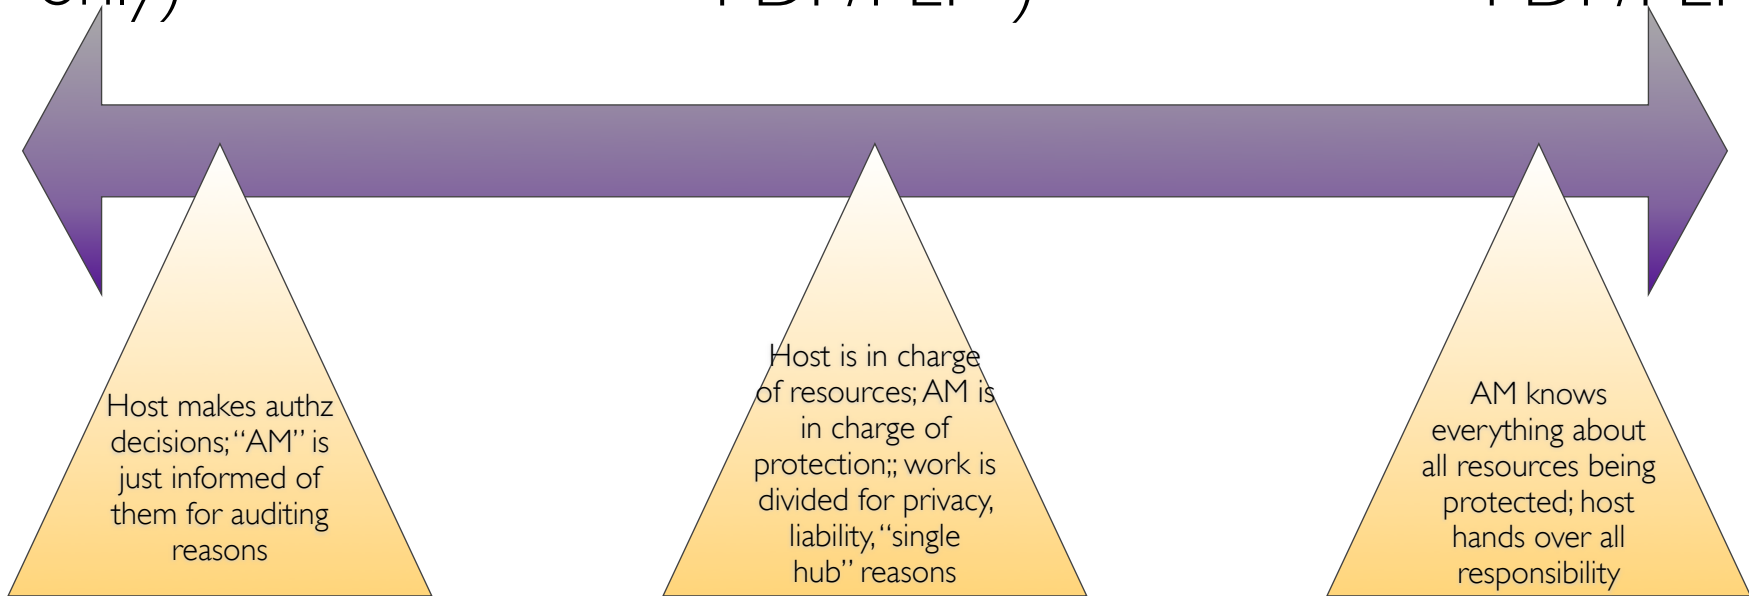 only)
Host makes authz
decisions; “AM” is
just informed of
them for auditing
reasons
Host is in charge
of resources; AM is
in charge of
protection;; work is
divided for privacy,
liability, “single
hub” reasons
AM knows
everything about
all resources being
protected; host
hands over all
responsibility